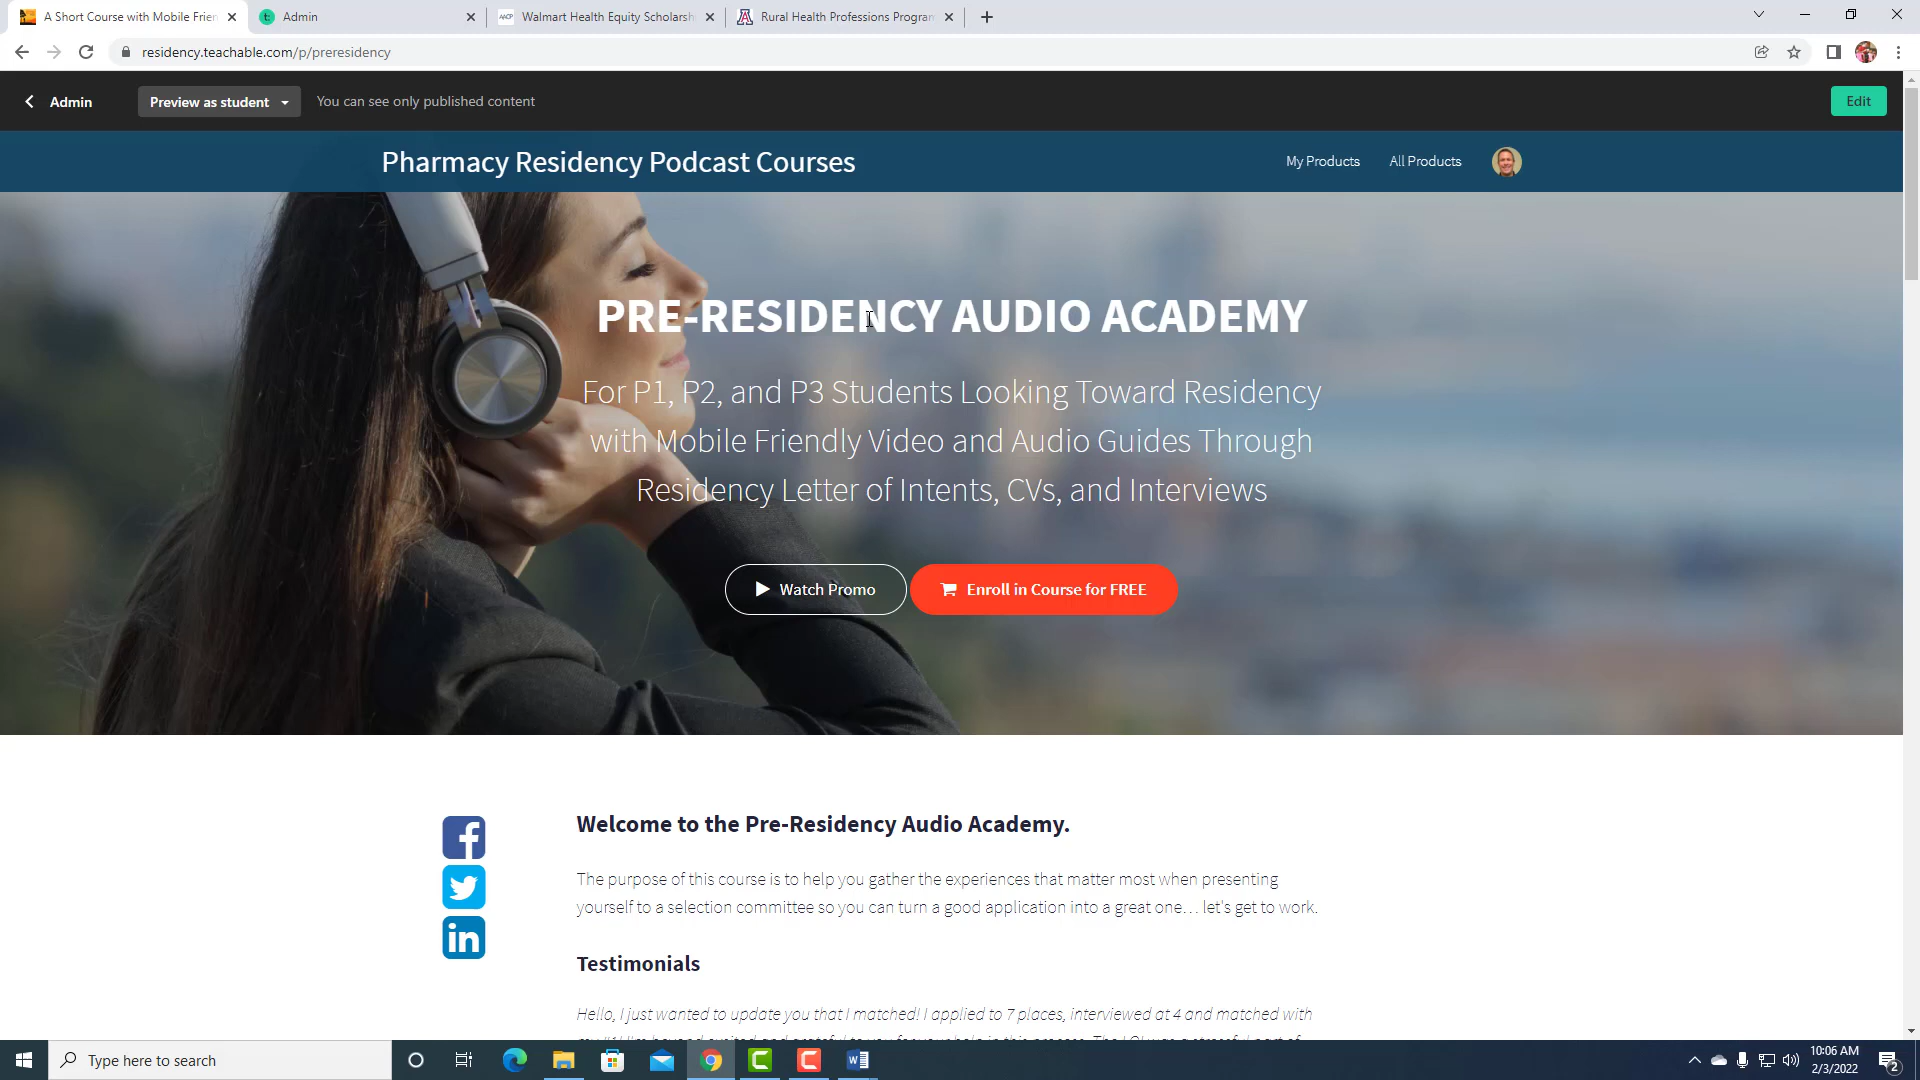 A Short Course with Mobile Frien
Admin
Walmart Health Equity Scholarsh
Rural Health Professions Program
residency.teachable.com/p/preresidency
Admin
Preview as student
You can see only published content
Edit
Pharmacy Residency Podcast Courses
My Products
All Products
PRE-RESIDENCY AUDIO ACADEMY
For P1, P2, and P3 Students Looking Toward Residency
with Mobile Friendly Video and Audio Guides Through
Residency Letter of Intents, CVs, and Interviews
Watch Promo
Enroll in Course for FREE
Welcome to the Pre-Residency Audio Academy.
The purpose of this course is to help you gather the experiences that matter most when presenting
yourself to a selection committee so you can turn a good application into a great one… let's get to work.
Testimonials
Hello, I just wanted to update you that I matched! I applied to 7 places, interviewed at 4 and matched with
Type here to search
10:06 AM
2/3/2022
2